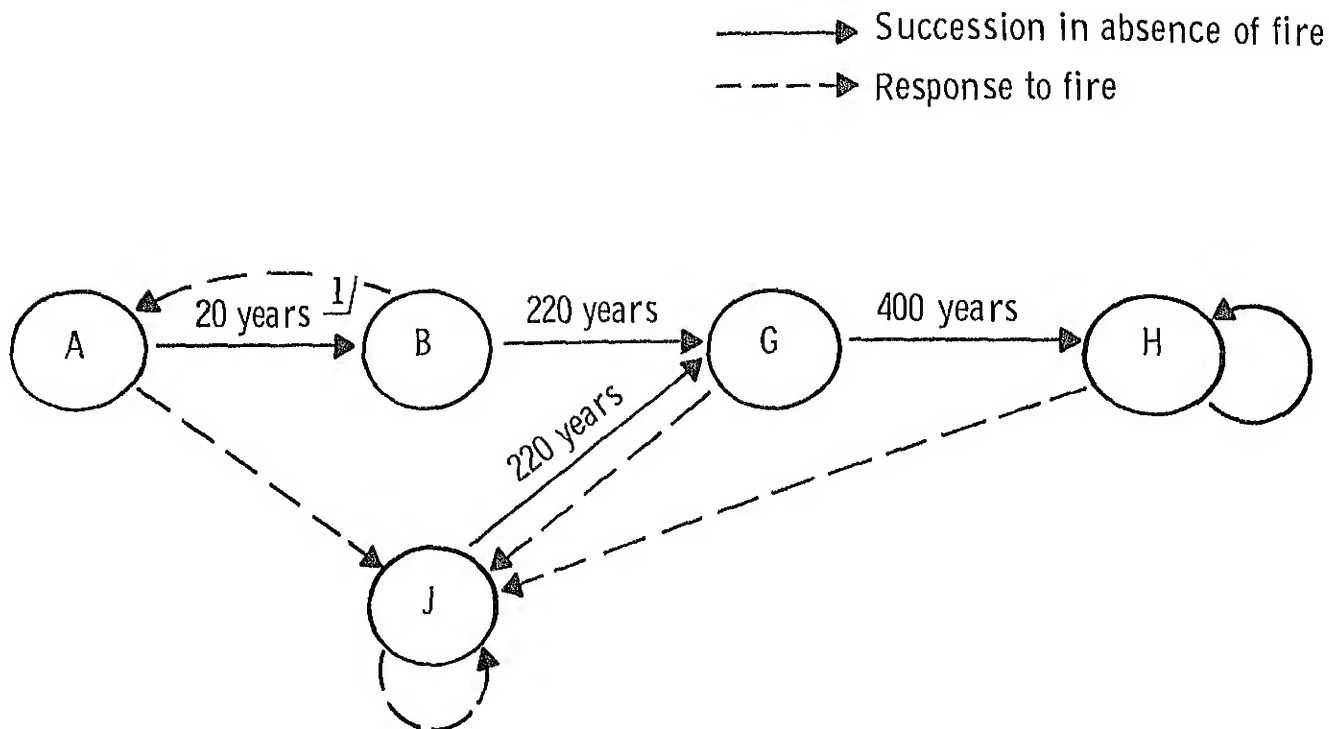 Succession in absence of fire
Response to fire
20 years 1/
220 years
400 years
A
B
G
H
220 years
J